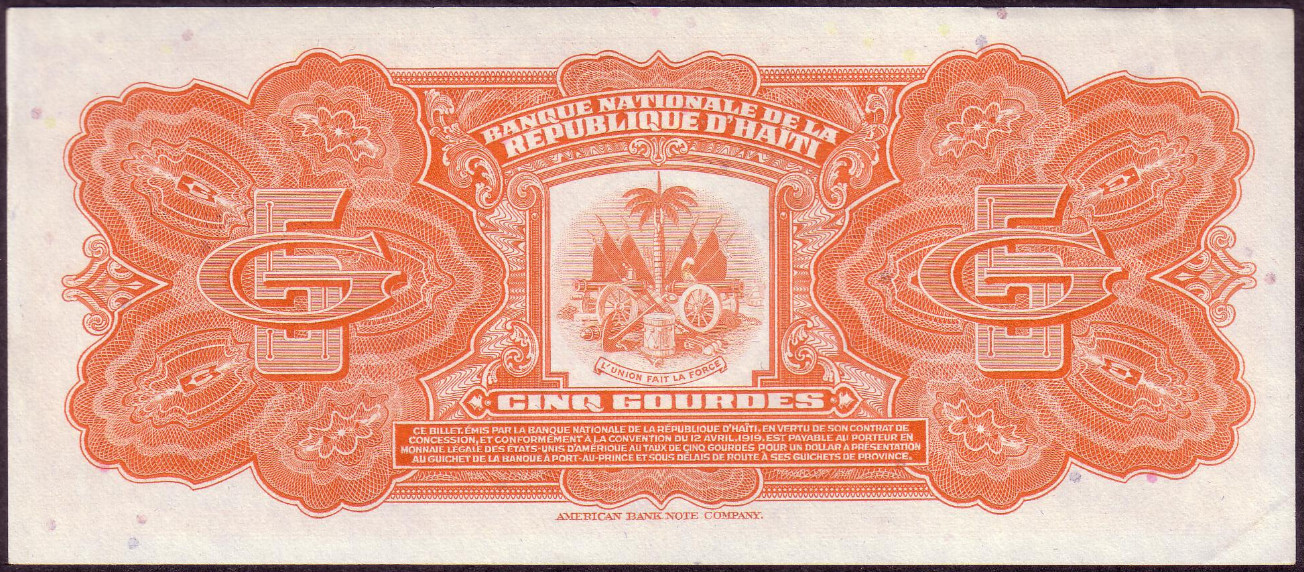 BANQUE NATIONALE DE LA
RÉPUBLIQUE D'HAÏTI
5 G
5 G
L'UNION FAIT LA FORCE
CINQ GOURDES
CE BILLET, ÉMIS PAR LA BANQUE NATIONALE DE LA RÉPUBLIQUE D'HAÏTI, EN VERTU DE SON CONTRAT DE
CONCESSION, ET CONFORMÉMENT À LA CONVENTION DU 12 AVRIL, 1919, EST PAYABLE AU PORTEUR EN
MONNAIE LÉGALE DES ÉTATS-UNIS D'AMÉRIQUE AU TAUX DE CINQ GOURDES POUR UN DOLLAR À PRÉSENTATION
AU GUICHET DE LA BANQUE À PORT-AU-PRINCE ET SOUS DÉLAIS DE ROUTE À SES GUICHETS DE PROVINCE.
AMERICAN BANK NOTE COMPANY.